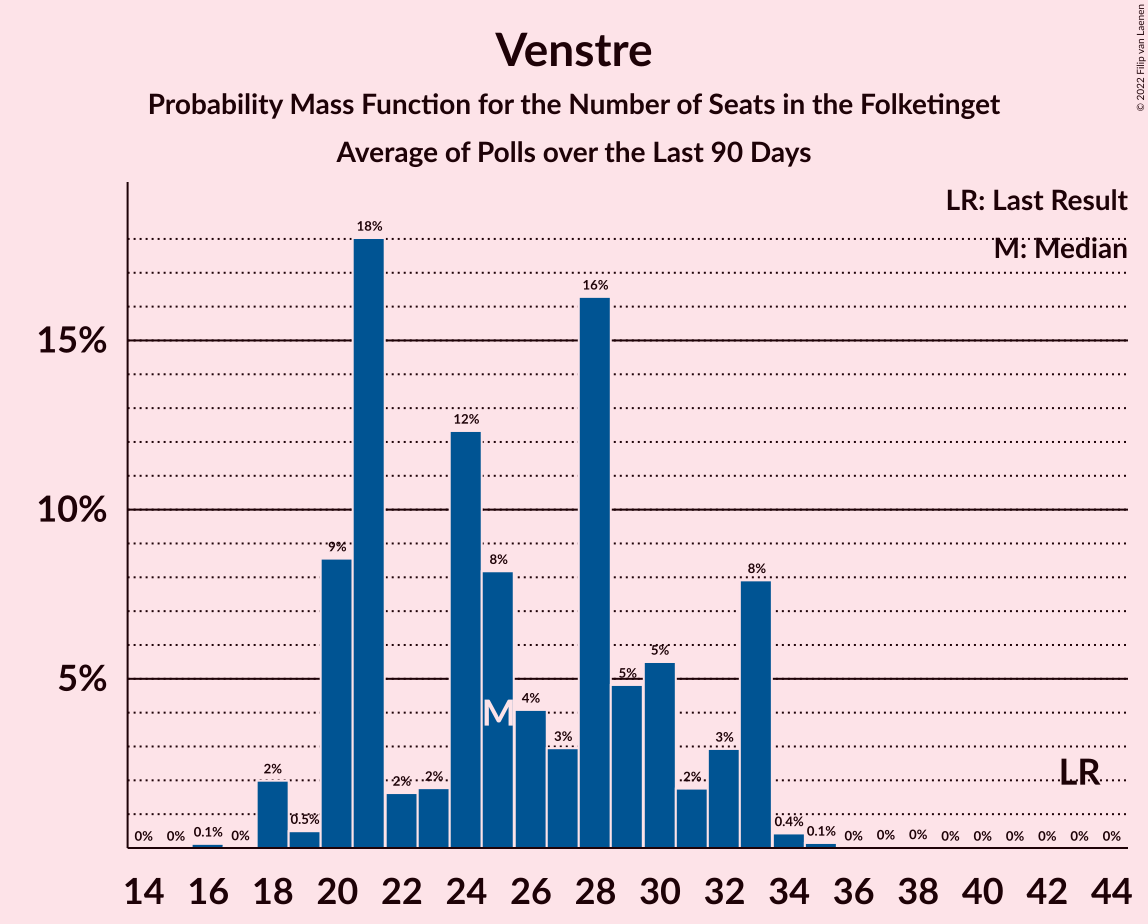 Venstre
Probability Mass Function for the Number of Seats in the Folketinget
Average of Polls over the Last 90 Days
© 2022 Filip van Laenen
LR: Last Result
M: Median
15%
10%
5%
0% 0% 0.1% 0% 2% 0.5% 9% 18% 2% 2% 12% 8% 4% 3% 16% 5% 5% 2% 3% 8% 0.4% 0.1% 0% 0% 0% 0% 0% 0% 0% 0% 0%
M
LR
14 16 18 20 22 24 26 28 30 32 34 36 38 40 42 44